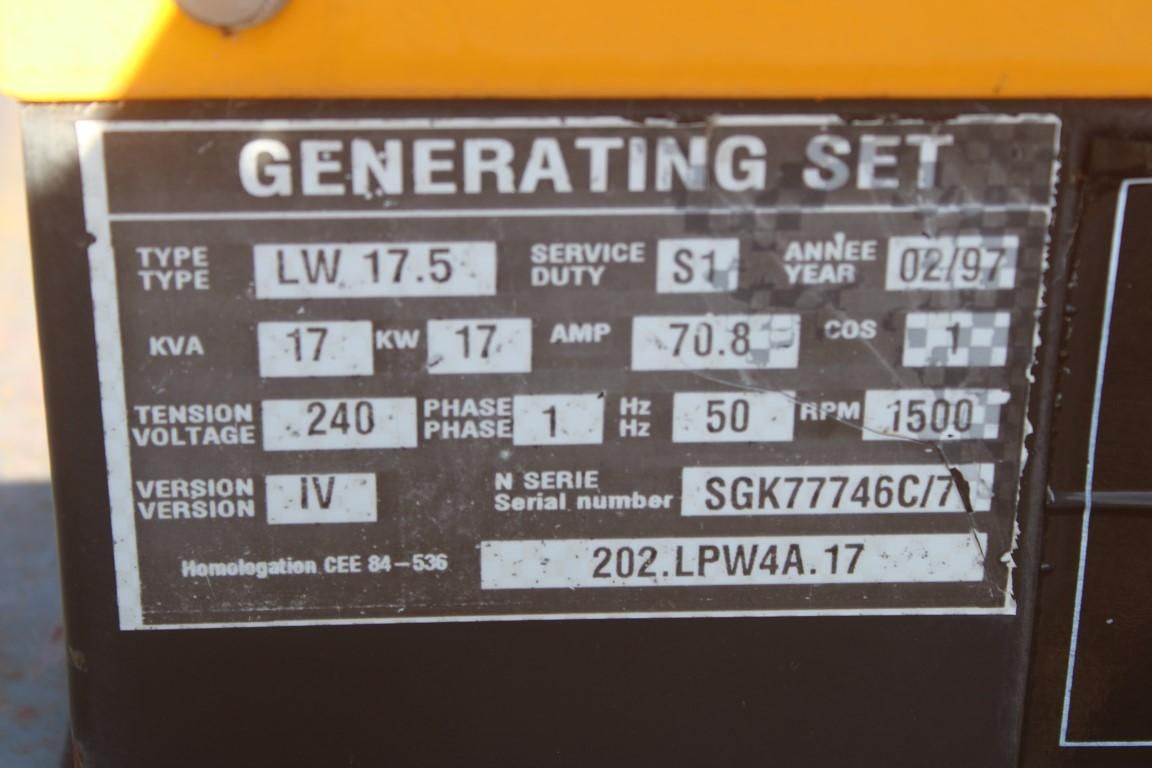 GENERATING SET
TYPE TYPE LW 17.5 SERVICE DUTY S1 ANNÉE YEAR 02/97
KVA 17 KW 17 AMP 70.8 COS 1
TENSION VOLTAGE 240 PHASE PHASE 1 Hz Hz 50 RPM 1500
VERSION VERSION IV N SERIE Serial number SGK77746C/7
Homologation CEE 84-536 202.LPW4A.17